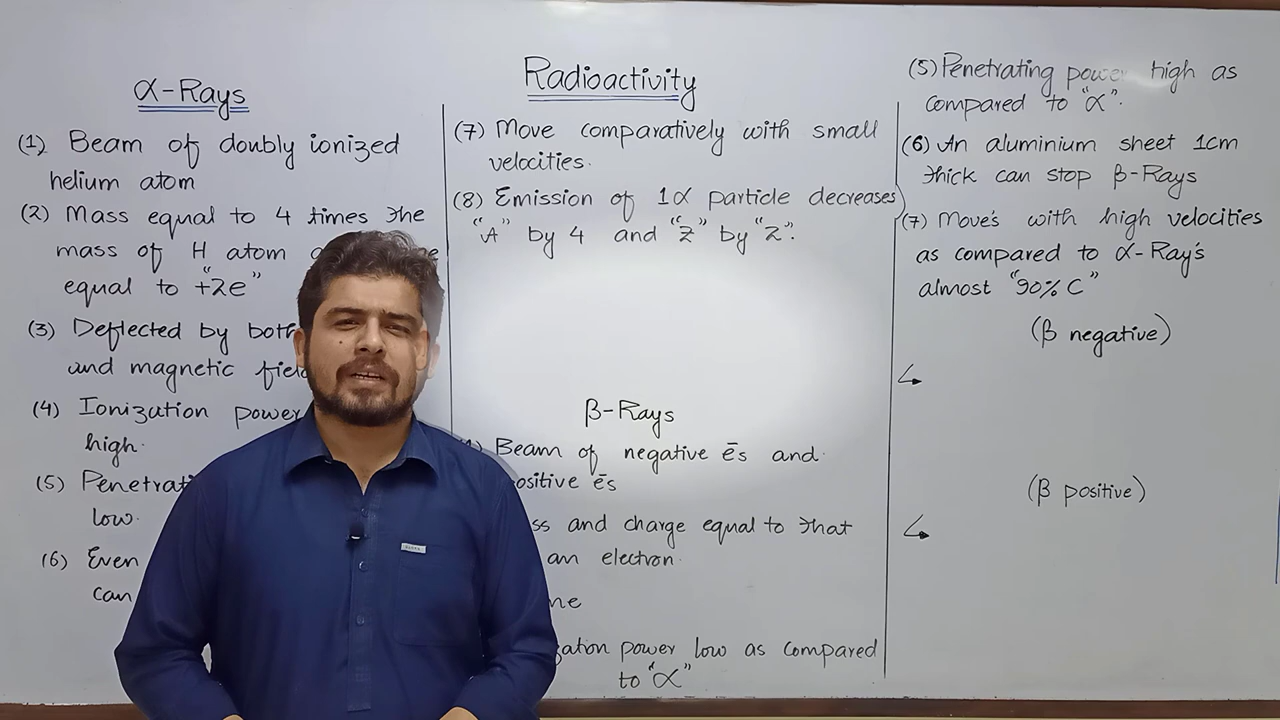 Radioactivity
α-Rays
(1) Beam of doubly ionized
helium atom
(2) Mass equal to 4 times the
mass of H atom
equal to "+2e"
(3) Deflected by both
and magnetic
(4) Ionization power
high.
(5)
low.
(6) Even
can
(7) Move comparatively with small
velocities.
(8) Emission of 1α particle decreases
"A" by 4 and "Z" by "2".
β-Rays
Beam of negative ēs and
ēs
and charge equal to that
an electron.
power low as compared
to "α"
(5) Penetrating power high as
compared to "α".
(6) An aluminium sheet 1cm
thick can stop β-Rays
(7) Move's with high velocities
as compared to α-Ray's
almost "90% C"
(β negative)
(β positive)